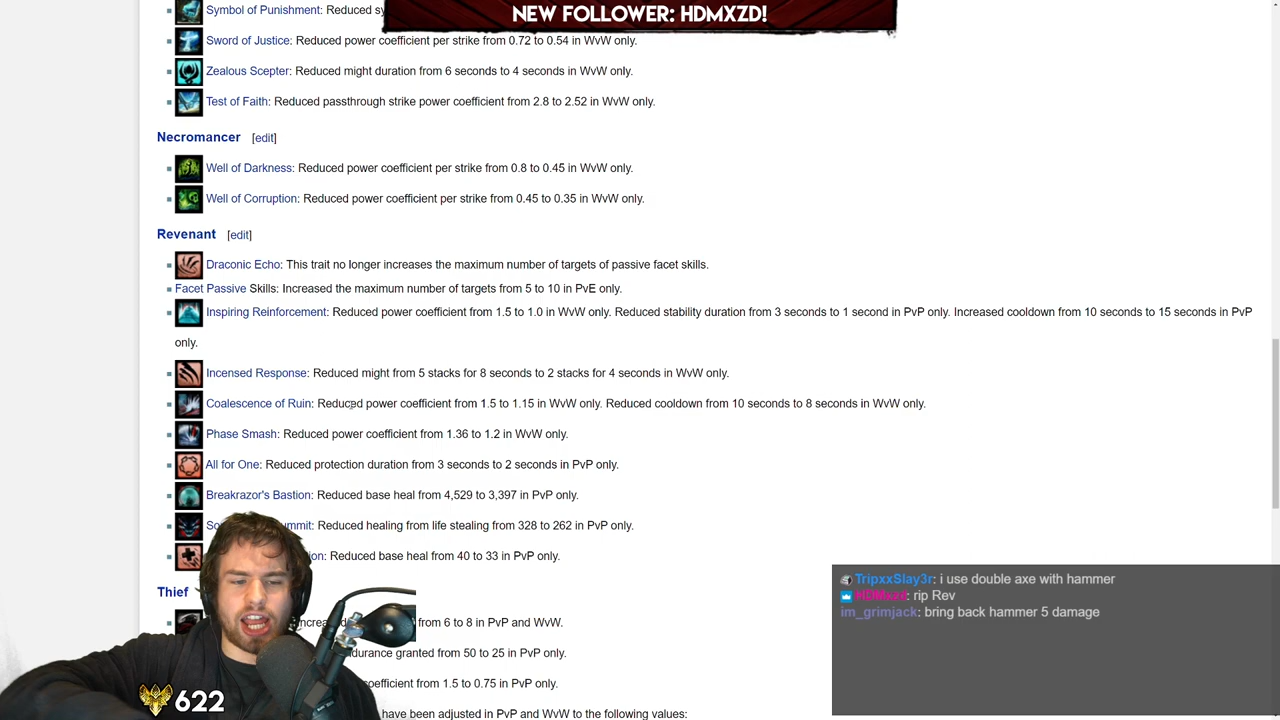 Symbol of Punishment: Reduced sy
NEW FOLLOWER: HDMXZD!
Sword of Justice: Reduced power coefficient per strike from 0.72 to 0.54 in WvW only.
Zealous Scepter: Reduced might duration from 6 seconds to 4 seconds in WvW only.
Test of Faith: Reduced passthrough strike power coefficient from 2.8 to 2.52 in WvW only.
Necromancer [edit]
Well of Darkness: Reduced power coefficient per strike from 0.8 to 0.45 in WvW only.
Well of Corruption: Reduced power coefficient per strike from 0.45 to 0.35 in WvW only.
Revenant [edit]
Draconic Echo: This trait no longer increases the maximum number of targets of passive facet skills.
Facet Passive Skills: Increased the maximum number of targets from 5 to 10 in PvE only.
Inspiring Reinforcement: Reduced power coefficient from 1.5 to 1.0 in WvW only. Reduced stability duration from 3 seconds to 1 second in PvP only. Increased cooldown from 10 seconds to 15 seconds in PvP
only.
Incensed Response: Reduced might from 5 stacks for 8 seconds to 2 stacks for 4 seconds in WvW only.
Coalescence of Ruin: Reduced power coefficient from 1.5 to 1.15 in WvW only. Reduced cooldown from 10 seconds to 8 seconds in WvW only.
Phase Smash: Reduced power coefficient from 1.36 to 1.2 in WvW only.
All for One: Reduced protection duration from 3 seconds to 2 seconds in PvP only.
Breakrazor's Bastion: Reduced base heal from 4,529 to 3,397 in PvP only.
So ummit: Reduced healing from life stealing from 328 to 262 in PvP only.
ion: Reduced base heal from 40 to 33 in PvP only.
Thief
from 6 to 8 in PvP and WvW.
durance granted from 50 to 25 in PvP only.
coefficient from 1.5 to 0.75 in PvP only.
have been adjusted in PvP and WvW to the following values:
622
TripxxSlay3r: i use double axe with hammer
rip Rev
im_grimjack: bring back hammer 5 damage